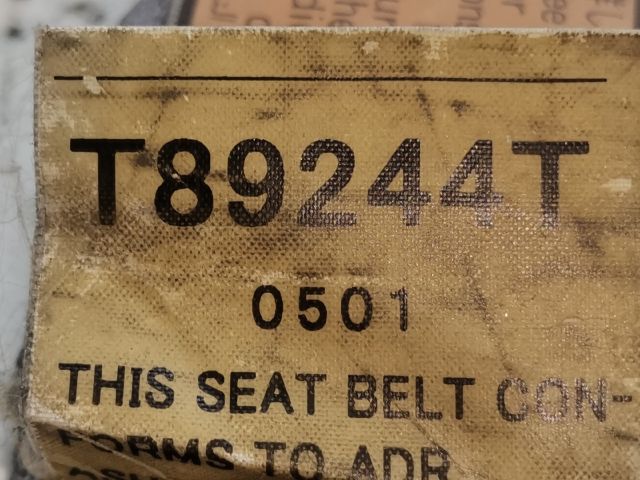 T89244T
0501
THIS SEAT BELT CON-
FORMS TO ADR